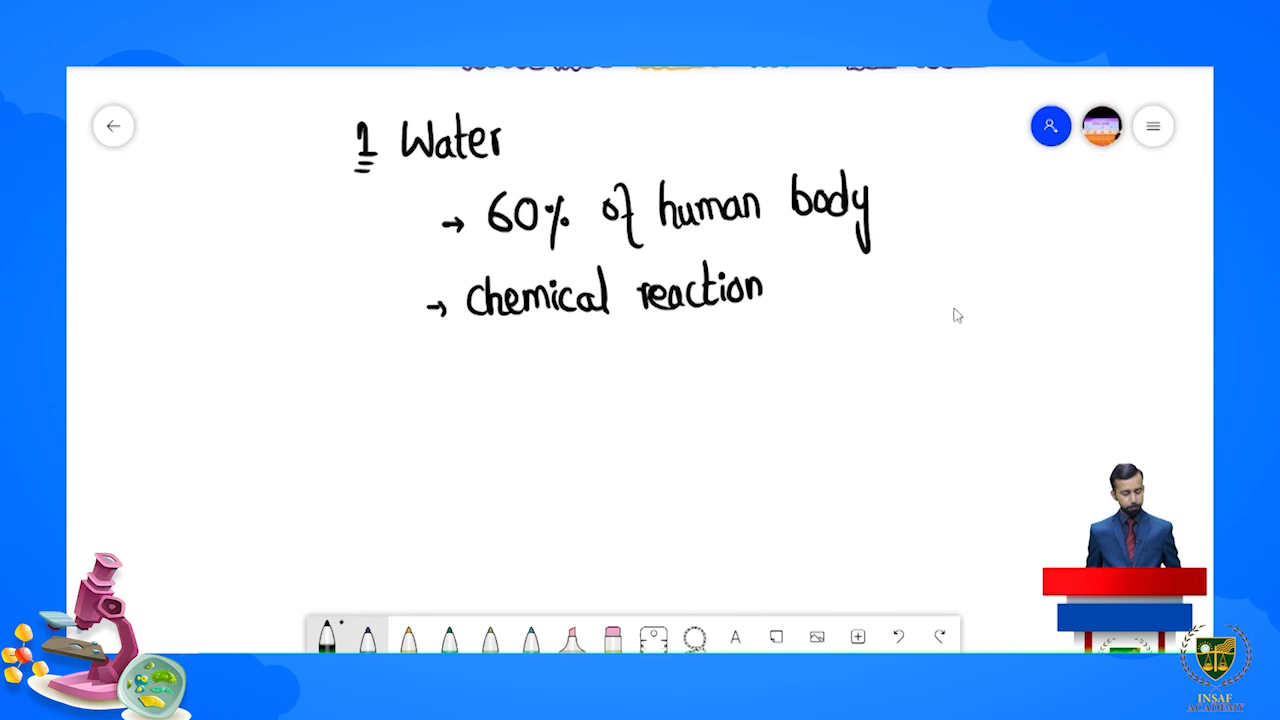 1 Water
→ 60% of human body
→ chemical reaction
A
INSAF
ACADEMY